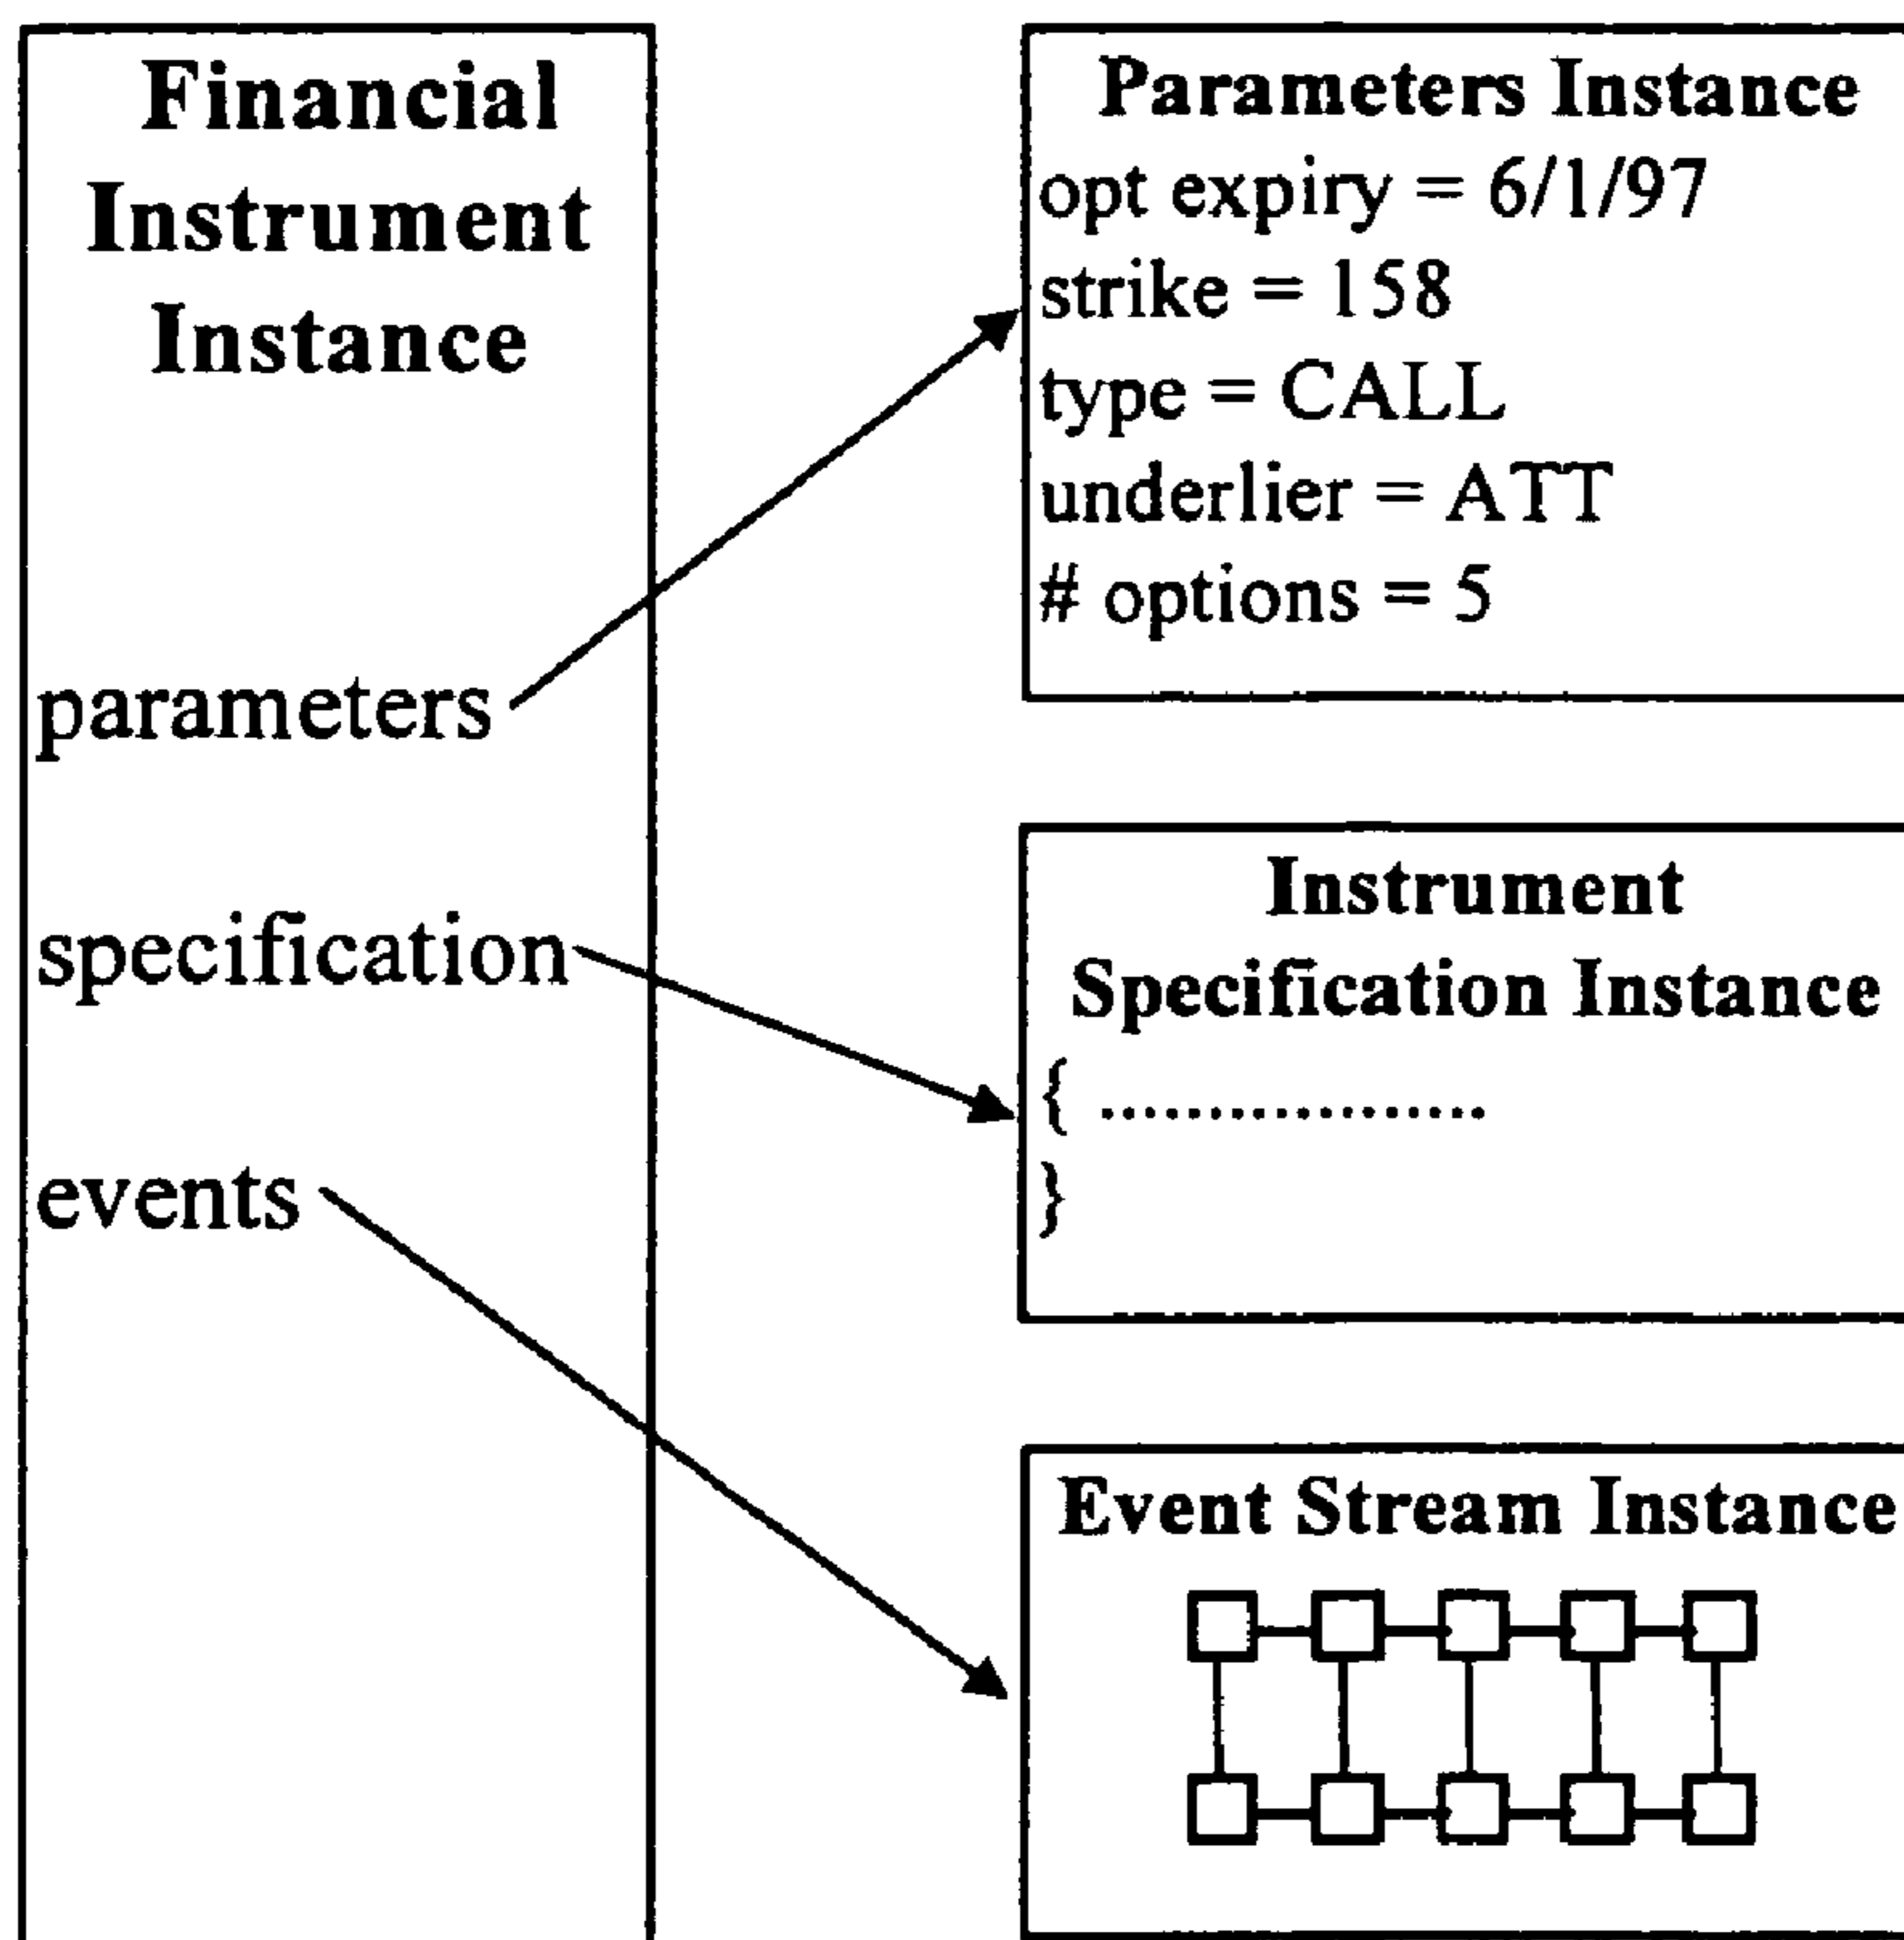 Financial
Instrument
Instance
parameters
specification
events
Parameters Instance
opt expiry = 6/1/97
strike = 158
type = CALL
underlier = ATT
# options = 5
Instrument
Specification Instance
{ ..................
}
Event Stream Instance